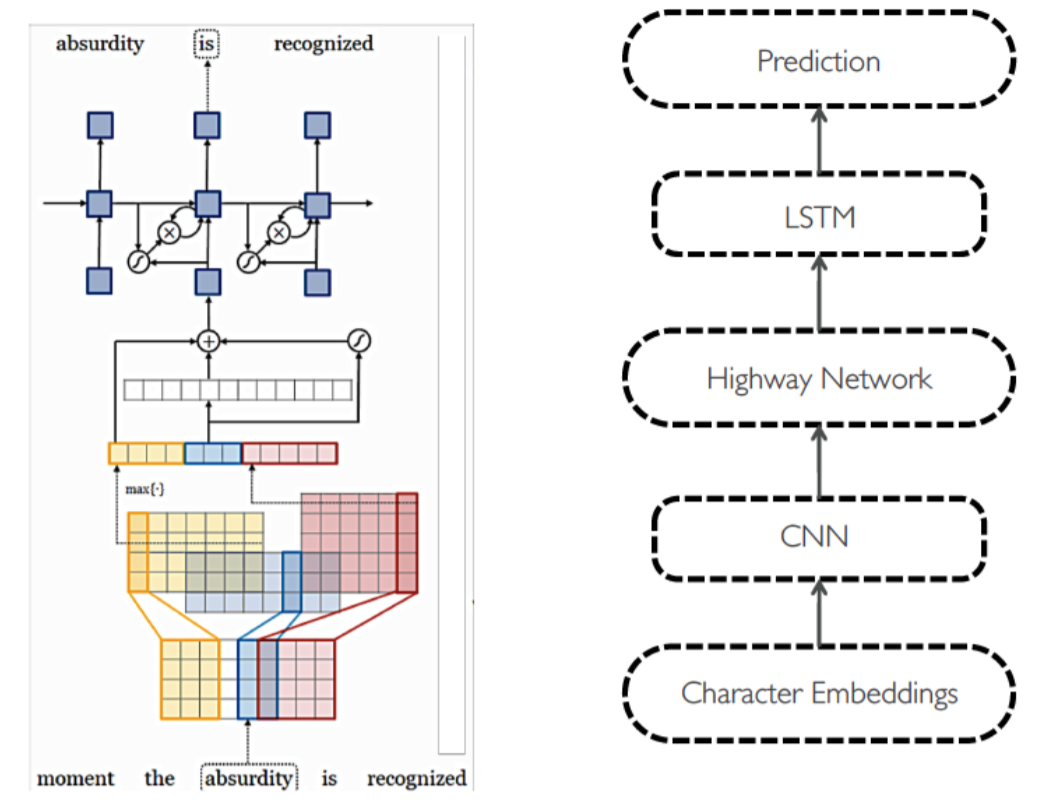 absurdity is recognized
max{·}
moment the absurdity is recognized
Prediction
LSTM
Highway Network
CNN
Character Embeddings